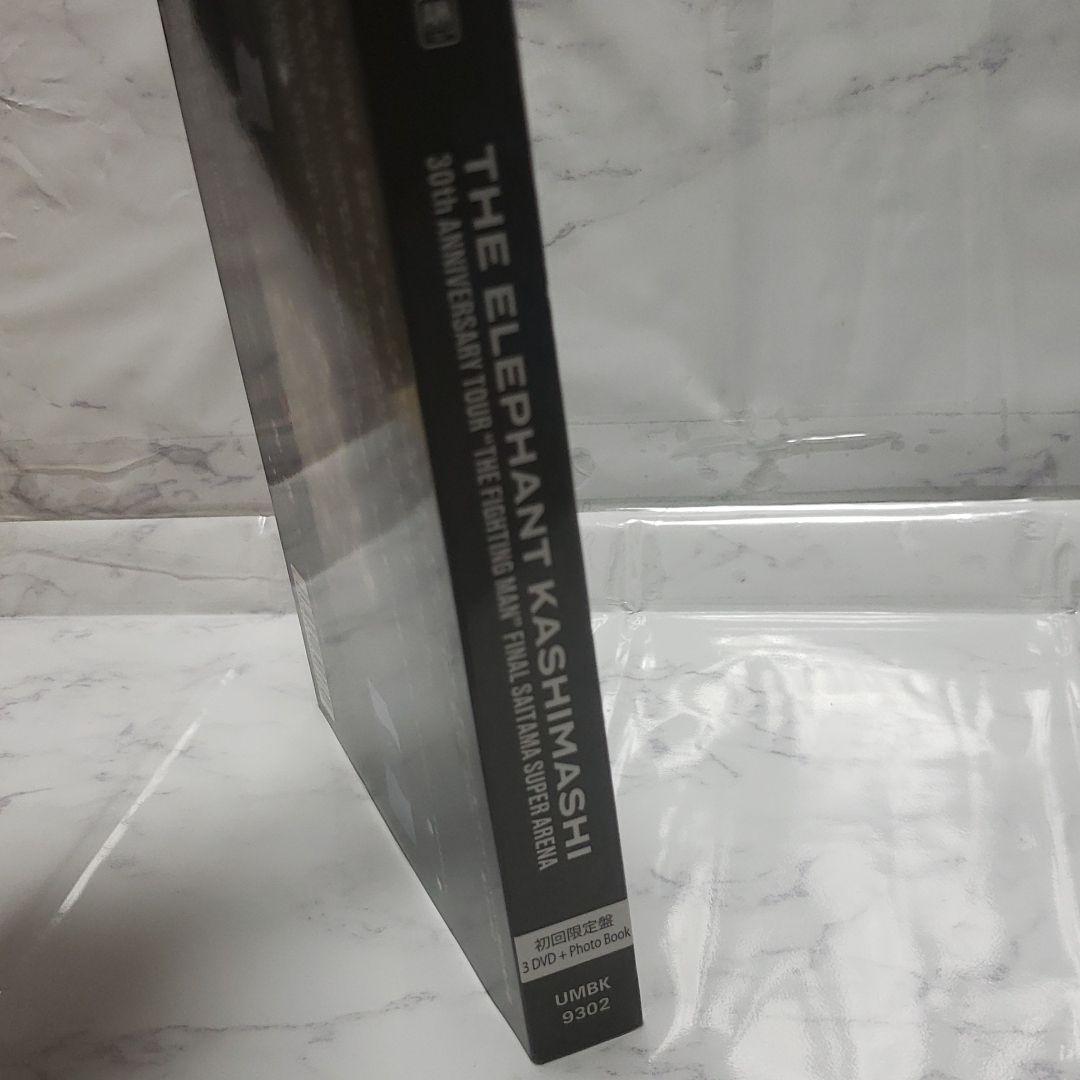 THE ELEPHANT KASHIMASHI
30th ANNIVERSARY TOUR "THE FIGHTING MAN" FINAL SAITAMA SUPER ARENA
初回限定盤
3 DVD + Photo Book
UMBK
9302